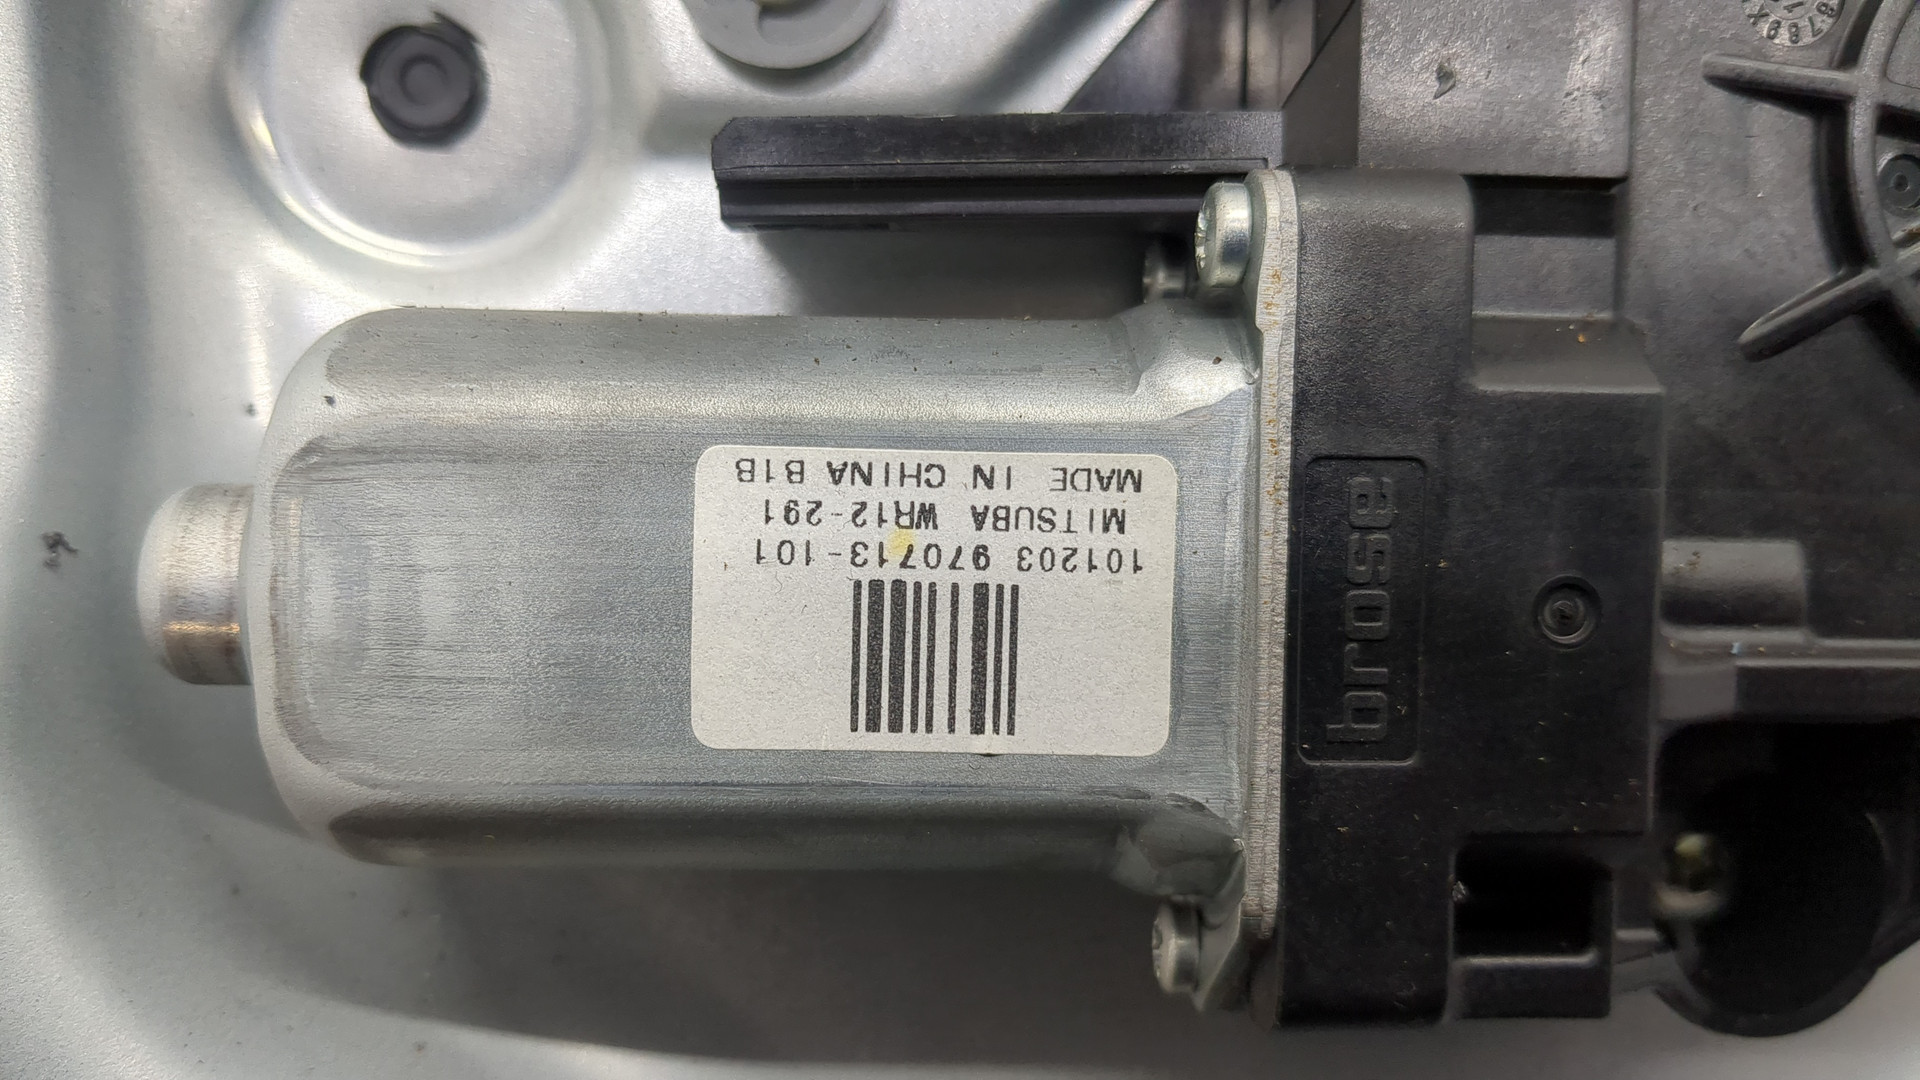 101203 970713-101
MITSUBA WR12-291
MADE IN CHINA B1B
brose